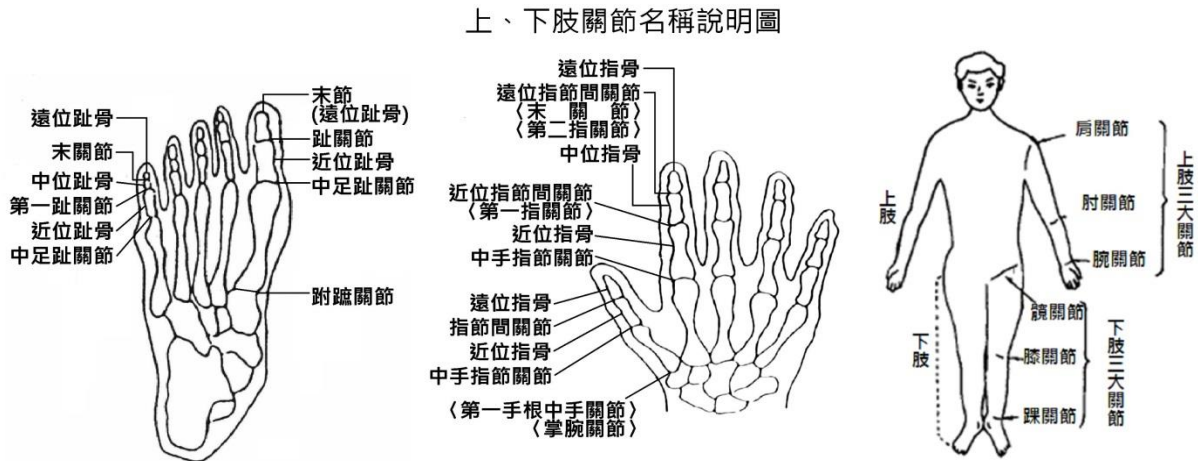 上、下肢關節名稱說明圖
遠位趾骨
末關節
中位趾骨
第一趾關節
近位趾骨
中足趾關節
末節
(遠位趾骨)
趾關節
近位趾骨
中足趾關節
跗蹠關節
遠位指骨
遠位指節間關節
〈末關節〉
〈第二指關節〉
中位指骨
近位指節間關節
〈第一指關節〉
近位指骨
中手指節關節
遠位指骨
指節間關節
近位指骨
中手指節關節
〈第一手根中手關節〉
〈掌腕關節〉
上肢
肩關節
肘關節
腕關節
上肢三大關節
下肢
髖關節
膝關節
踝關節
下肢三大關節